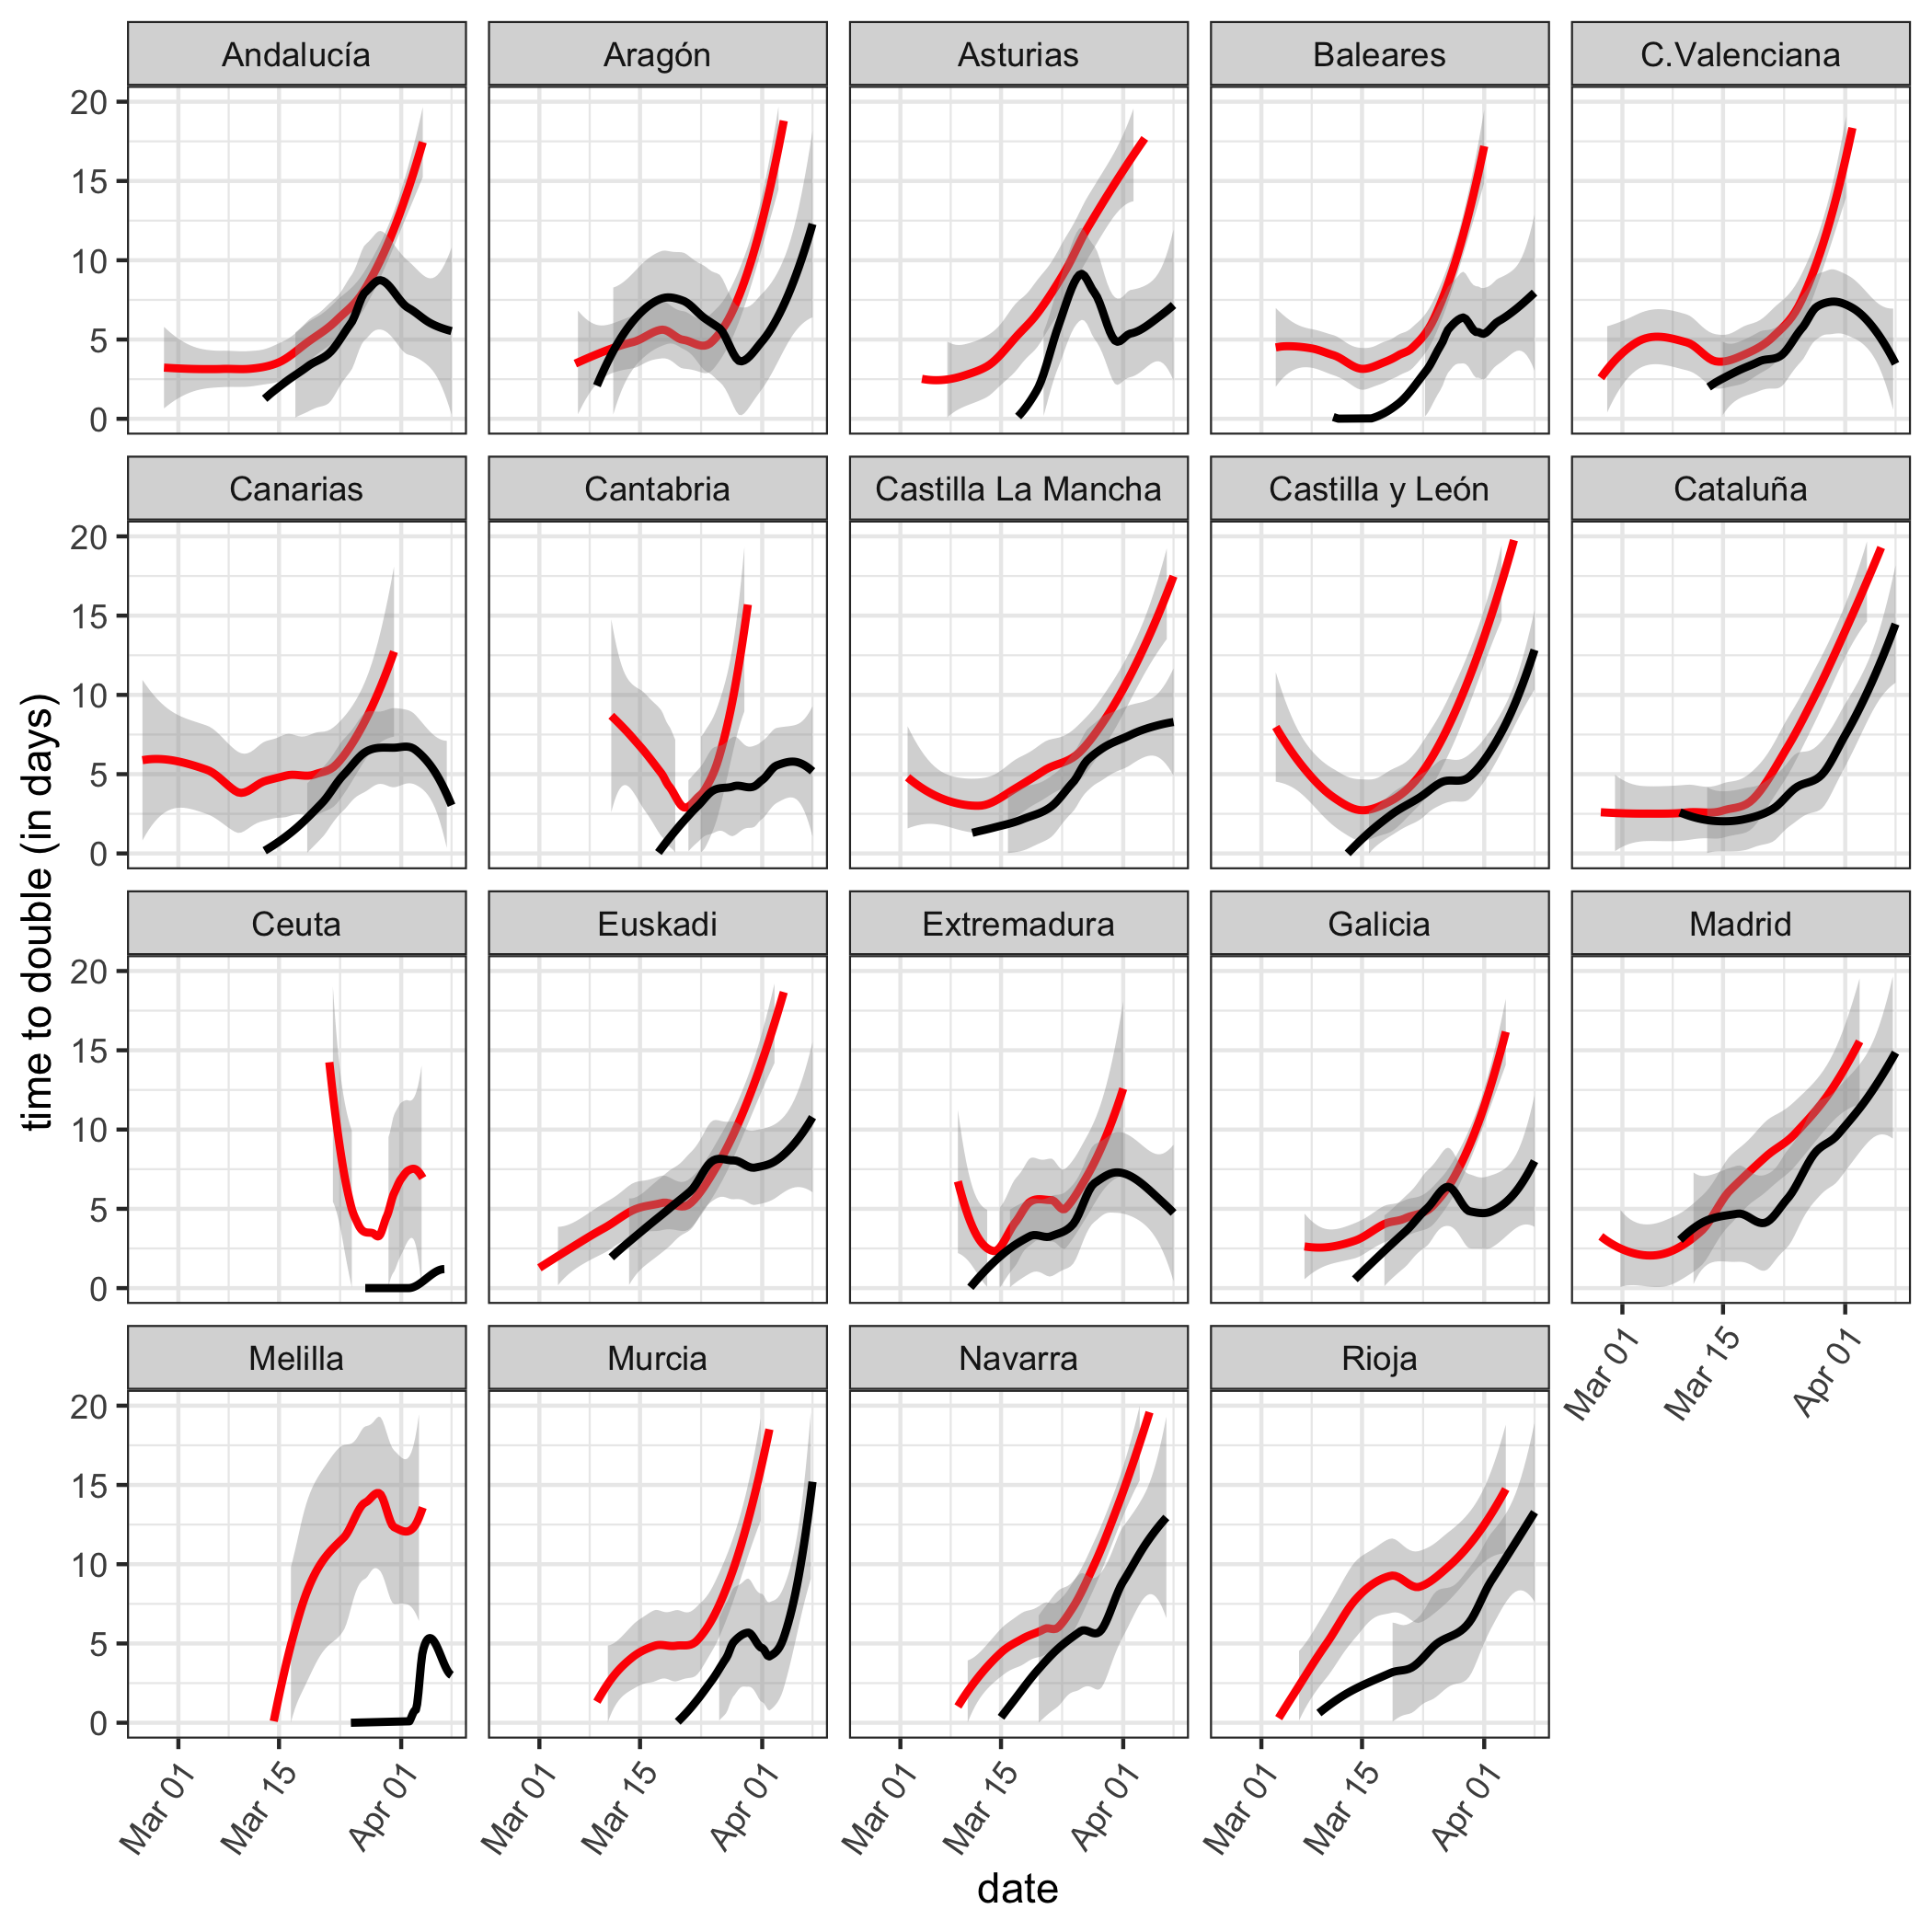 Andalucía Aragón Asturias Baleares C.Valenciana
20
15
10
5
0
Canarias Cantabria Castilla La Mancha Castilla y León Cataluña
20
15
10
5
0
Ceuta Euskadi Extremadura Galicia Madrid
20
15
10
5
0
Mar 01 Mar 15 Apr 01
Melilla Murcia Navarra Rioja
20
15
10
5
0
Mar 01 Mar 15 Apr 01 Mar 01 Mar 15 Apr 01 Mar 01 Mar 15 Apr 01 Mar 01 Mar 15 Apr 01
date
time to double (in days)